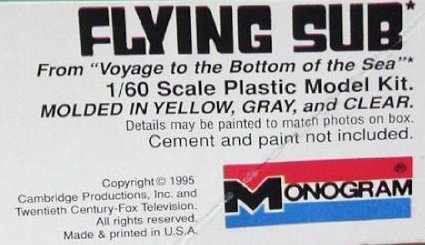 FLYING SUB*
From "Voyage to the Bottom of the Sea"*
1/60 Scale Plastic Model Kit.
MOLDED IN YELLOW, GRAY, and CLEAR.
Details may be painted to match photos on box.
Cement and paint not included.
Copyright © 1995
Cambridge Productions, Inc. and
Twentieth Century-Fox Television.
All rights reserved.
Made & printed in U.S.A.
MONOGRAM®